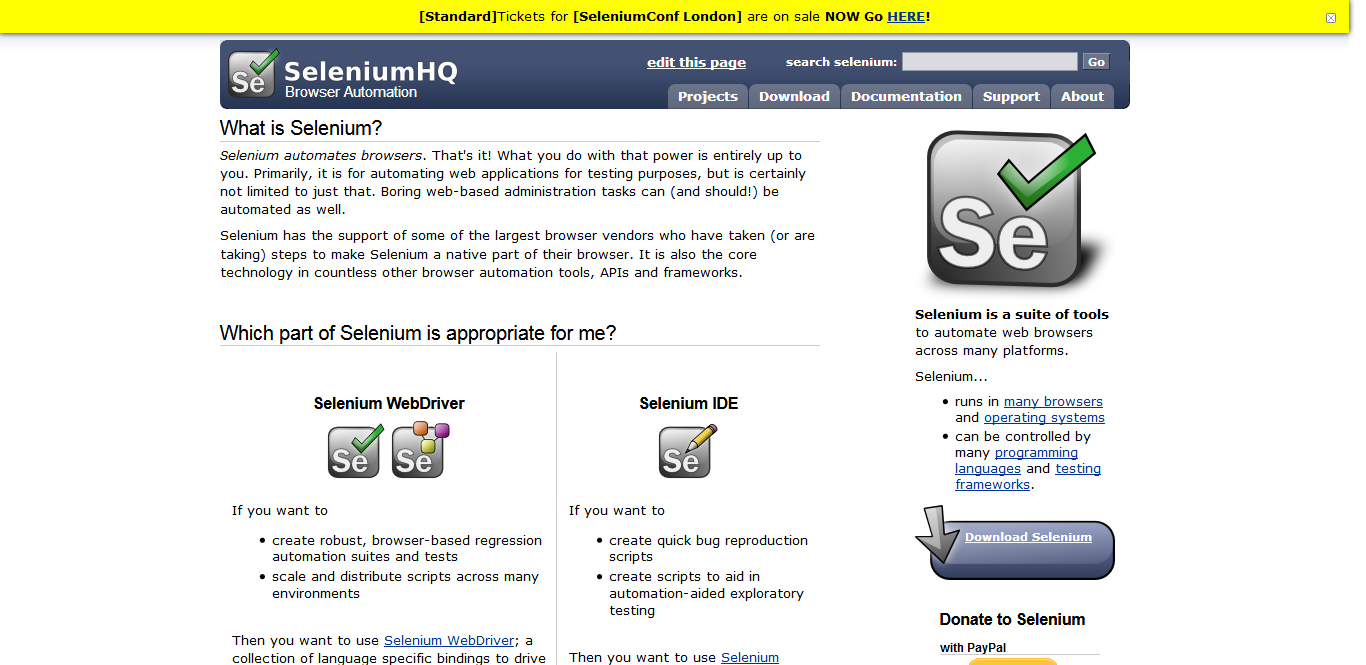 [Standard]Tickets for [SeleniumConf London] are on sale NOW Go HERE!
Se
SeleniumHQ
Browser Automation
edit this page
search selenium:
Go
Projects
Download
Documentation
Support
About
What is Selenium?
Selenium automates browsers. That's it! What you do with that power is entirely up to
you. Primarily, it is for automating web applications for testing purposes, but is certainly
not limited to just that. Boring web-based administration tasks can (and should!) be
automated as well.
Selenium has the support of some of the largest browser vendors who have taken (or are
taking) steps to make Selenium a native part of their browser. It is also the core
technology in countless other browser automation tools, APIs and frameworks.
Which part of Selenium is appropriate for me?
Selenium WebDriver
Se
Se
If you want to
• create robust, browser-based regression
automation suites and tests
• scale and distribute scripts across many
environments
Then you want to use Selenium WebDriver; a
collection of language specific bindings to drive
Selenium IDE
Se
If you want to
• create quick bug reproduction
scripts
• create scripts to aid in
automation-aided exploratory
testing
Then you want to use Selenium
Se
Selenium is a suite of tools
to automate web browsers
across many platforms.
Selenium...
• runs in many browsers
and operating systems
• can be controlled by
many programming
languages and testing
frameworks.
Download Selenium
Donate to Selenium
with PayPal